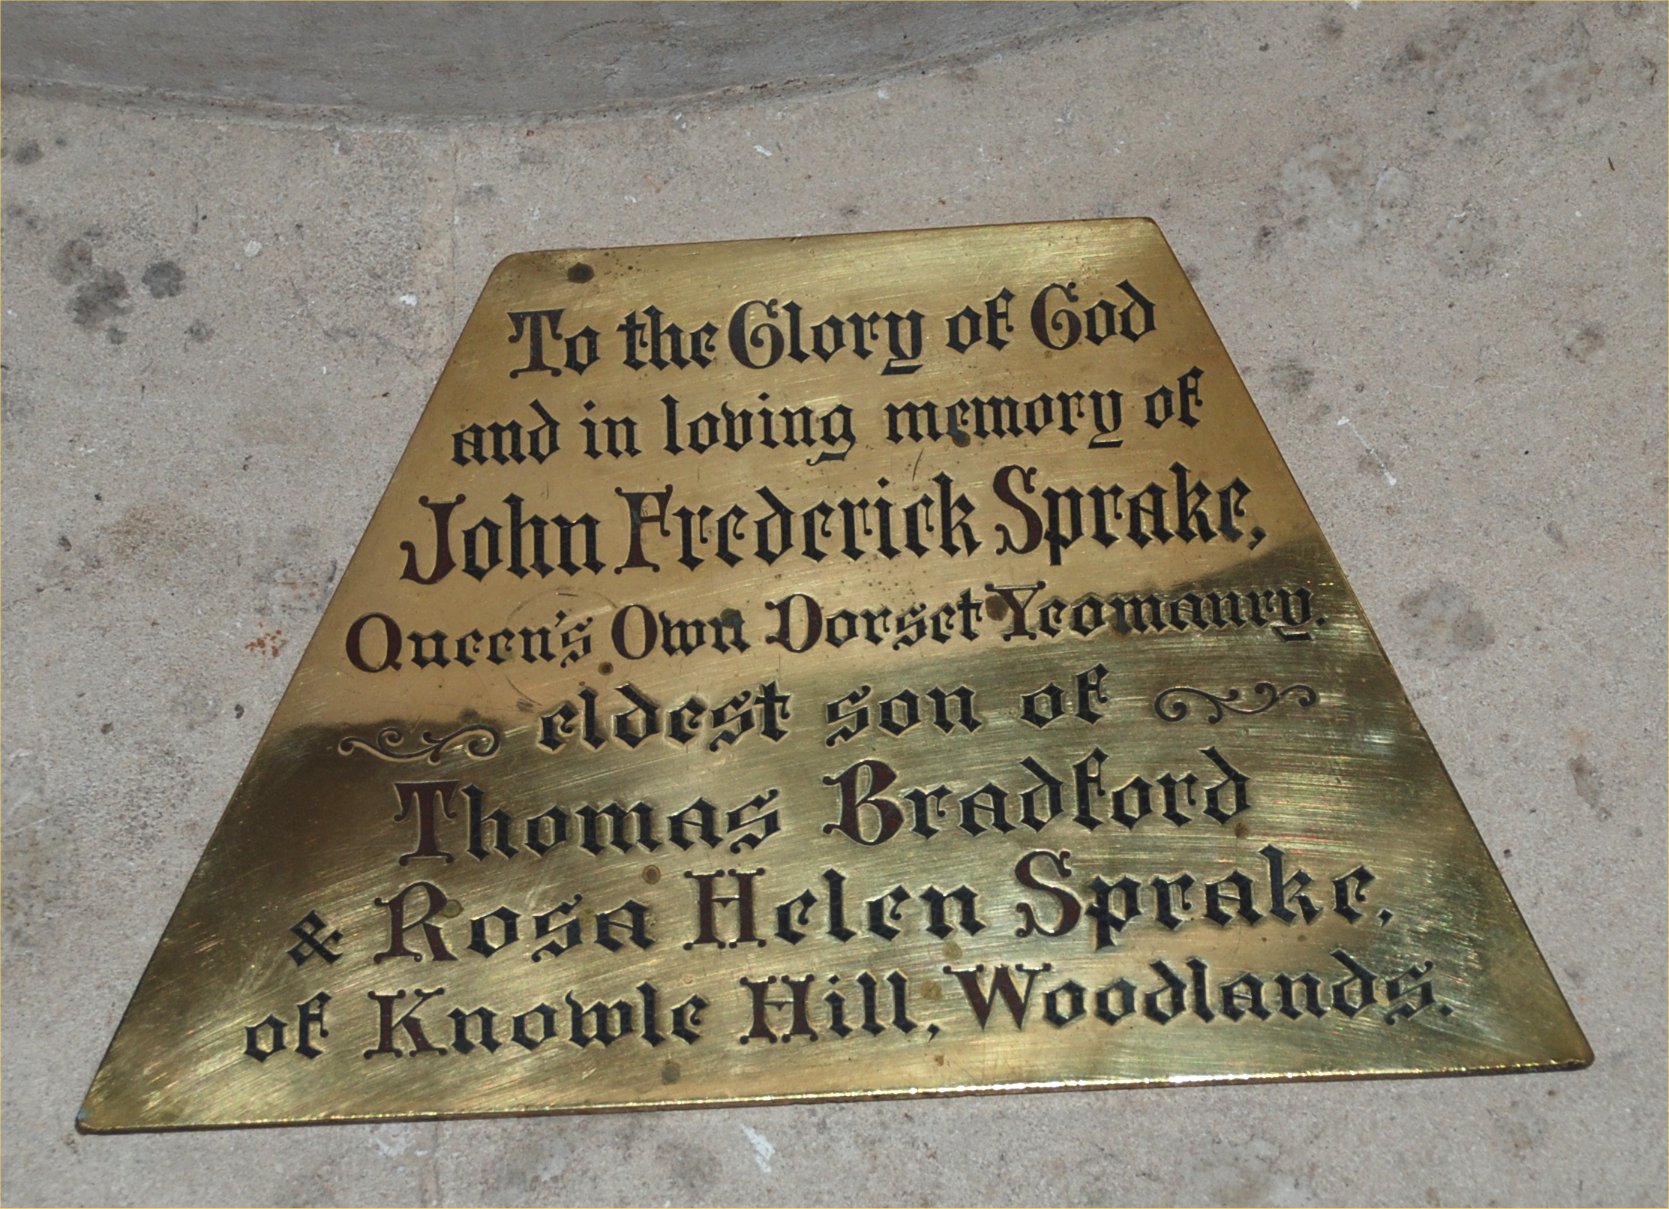 To the Glory of God
and in loving memory of
John Frederick Sprake,
Queen's Own Dorset Yeomanry.
eldest son of
Thomas Bradford
& Rosa Helen Sprake,
of Knowle Hill, Woodlands.